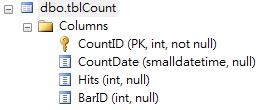 dbo.tblCount
Columns
CountID (PK, int, not null)
CountDate (smalldatetime, null)
Hits (int, null)
BarID (int, null)